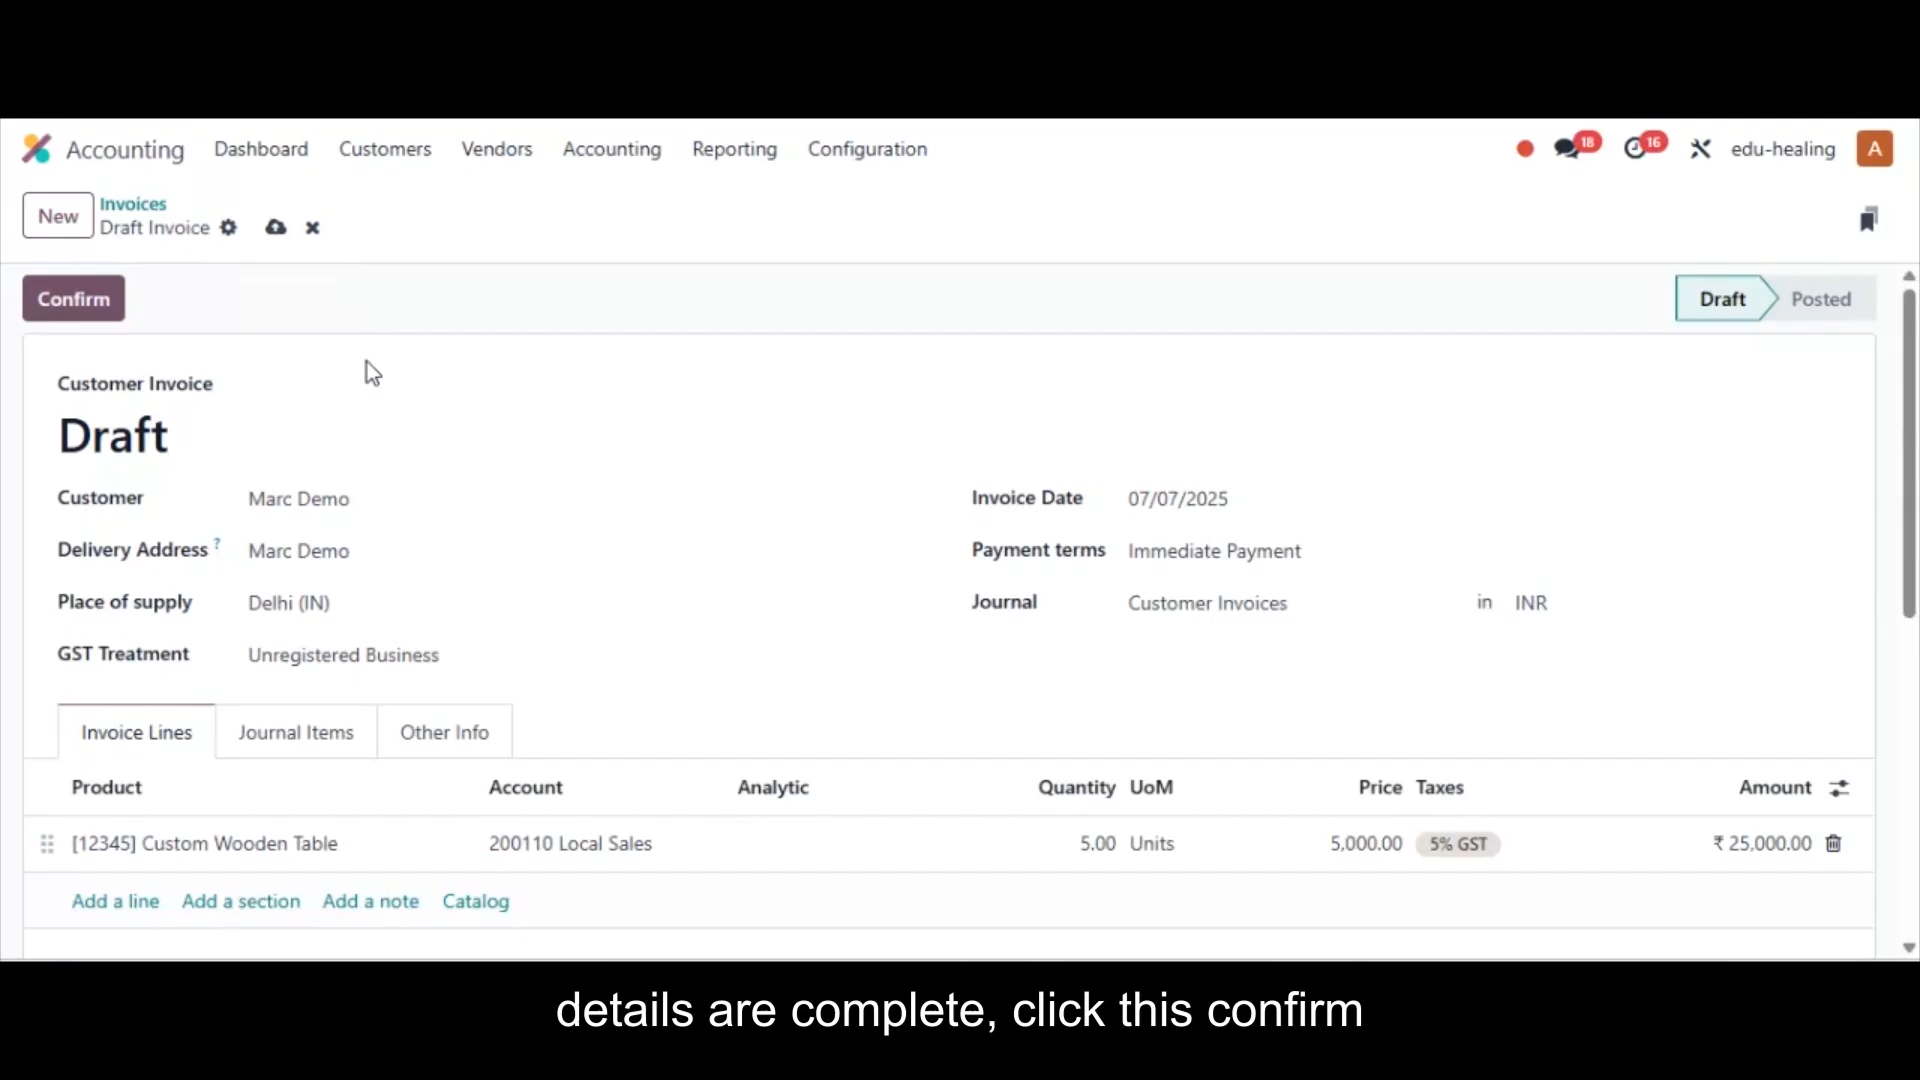 Accounting Dashboard Customers Vendors Accounting Reporting Configuration 18 16 edu-healing A
New Invoices
Draft Invoice
Confirm Draft Posted
Customer Invoice
Draft
Customer Marc Demo Invoice Date 07/07/2025
Delivery Address ? Marc Demo Payment terms Immediate Payment
Place of supply Delhi (IN) Journal Customer Invoices in INR
GST Treatment Unregistered Business
Invoice Lines Journal Items Other Info
Product Account Analytic Quantity UoM Price Taxes Amount
[12345] Custom Wooden Table 200110 Local Sales 5.00 Units 5,000.00 5% GST ₹ 25,000.00
Add a line Add a section Add a note Catalog
details are complete, click this confirm